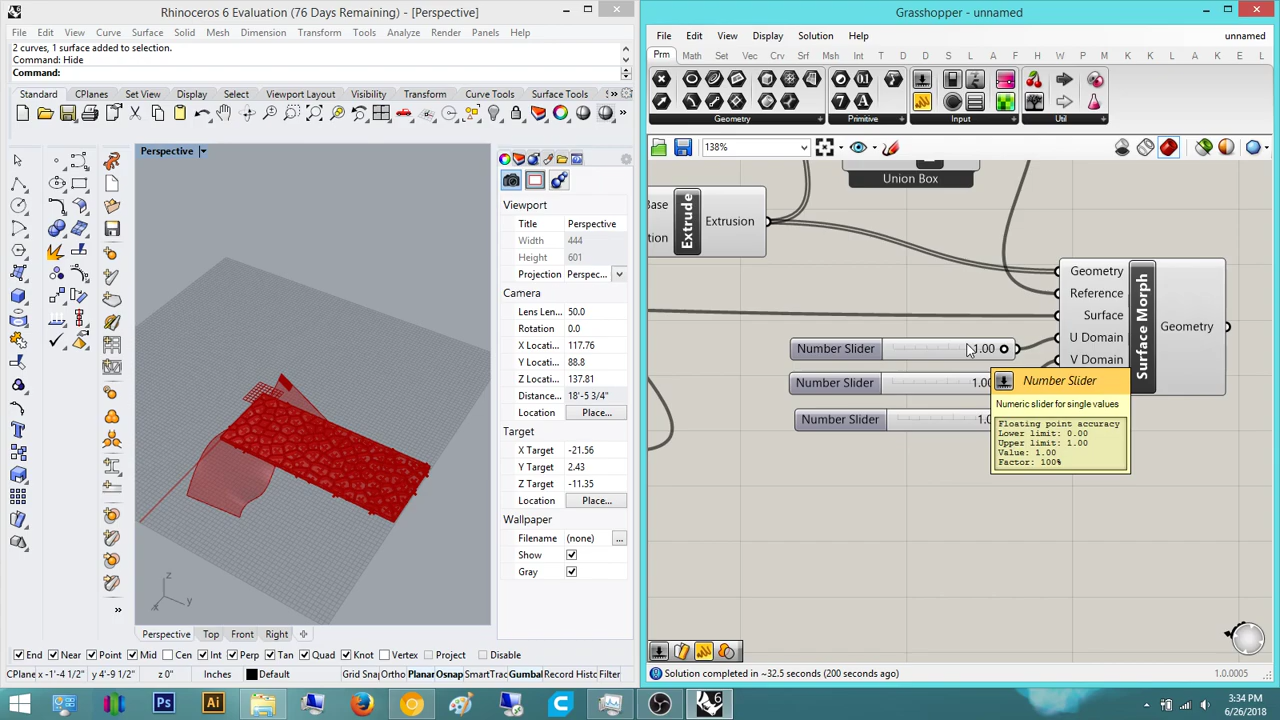 Rhinoceros 6 Evaluation (76 Days Remaining) - [Perspective]
File Edit View Curve Surface Solid Mesh Dimension Transform Tools Analyze Render Panels Help
2 curves, 1 surface added to selection.
Command: Hide
Command:
Standard CPlanes Set View Display Select Viewport Layout Visibility Transform Curve Tools Surface Tools
Perspective
Viewport
Title Perspective
Width 444
Height 601
Projection Perspec...
Camera
Lens Len... 50.0
Rotation 0.0
X Locati... 117.76
Y Locati... 88.8
Z Locati... 137.81
Distance... 18'-5 3/4"
Location Place...
Target
X Target -21.56
Y Target 2.43
Z Target -11.35
Location Place...
Wallpaper
Filename (none) ...
Show
Gray
z
y
x
Perspective Top Front Right
End Near Point Mid Cen Int Perp Tan Quad Knot Vertex Project Disable
CPlane x -1'-4 1/2" y 4'-9 1/2" z 0" Inches Default Grid Snap Ortho Planar Osnap SmartTrac Gumbal Record Histo Filter
Grasshopper - unnamed
File Edit View Display Solution Help unnamed
Prm Math Set Vec Crv Srf Msh Int T D S D F L A F H W M K K K E L
Geometry Primitive Input Util
138%
Union Box
Base
Extrude
Extrusion
tion
Geometry
Reference
Surface
U Domain
V Domain
Surface Morph
Geometry
Number Slider 1.00
Number Slider 1.00
Number Slider 1.0
Number Slider
Numeric slider for single values
Floating point accuracy
Lower limit: 0.00
Upper limit: 1.00
Value: 1.00
Factor: 100%
Solution completed in ~32.5 seconds (200 seconds ago) 1.0.0005
Ps Ai 6
3:34 PM
6/26/2018